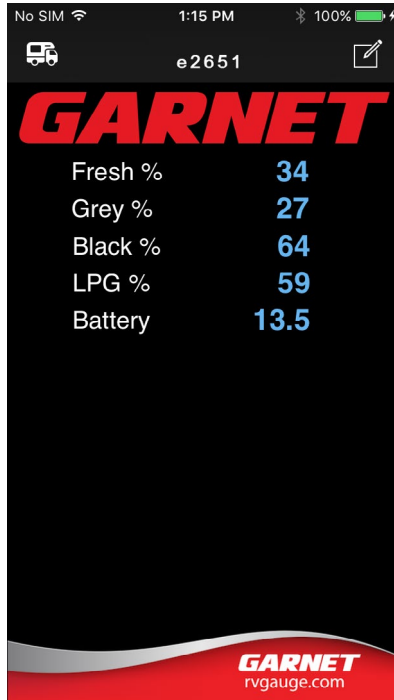 No SIM 1:15 PM 100%
e2651
GARNET
Fresh % 34
Grey % 27
Black % 64
LPG % 59
Battery 13.5
GARNET
rvgauge.com